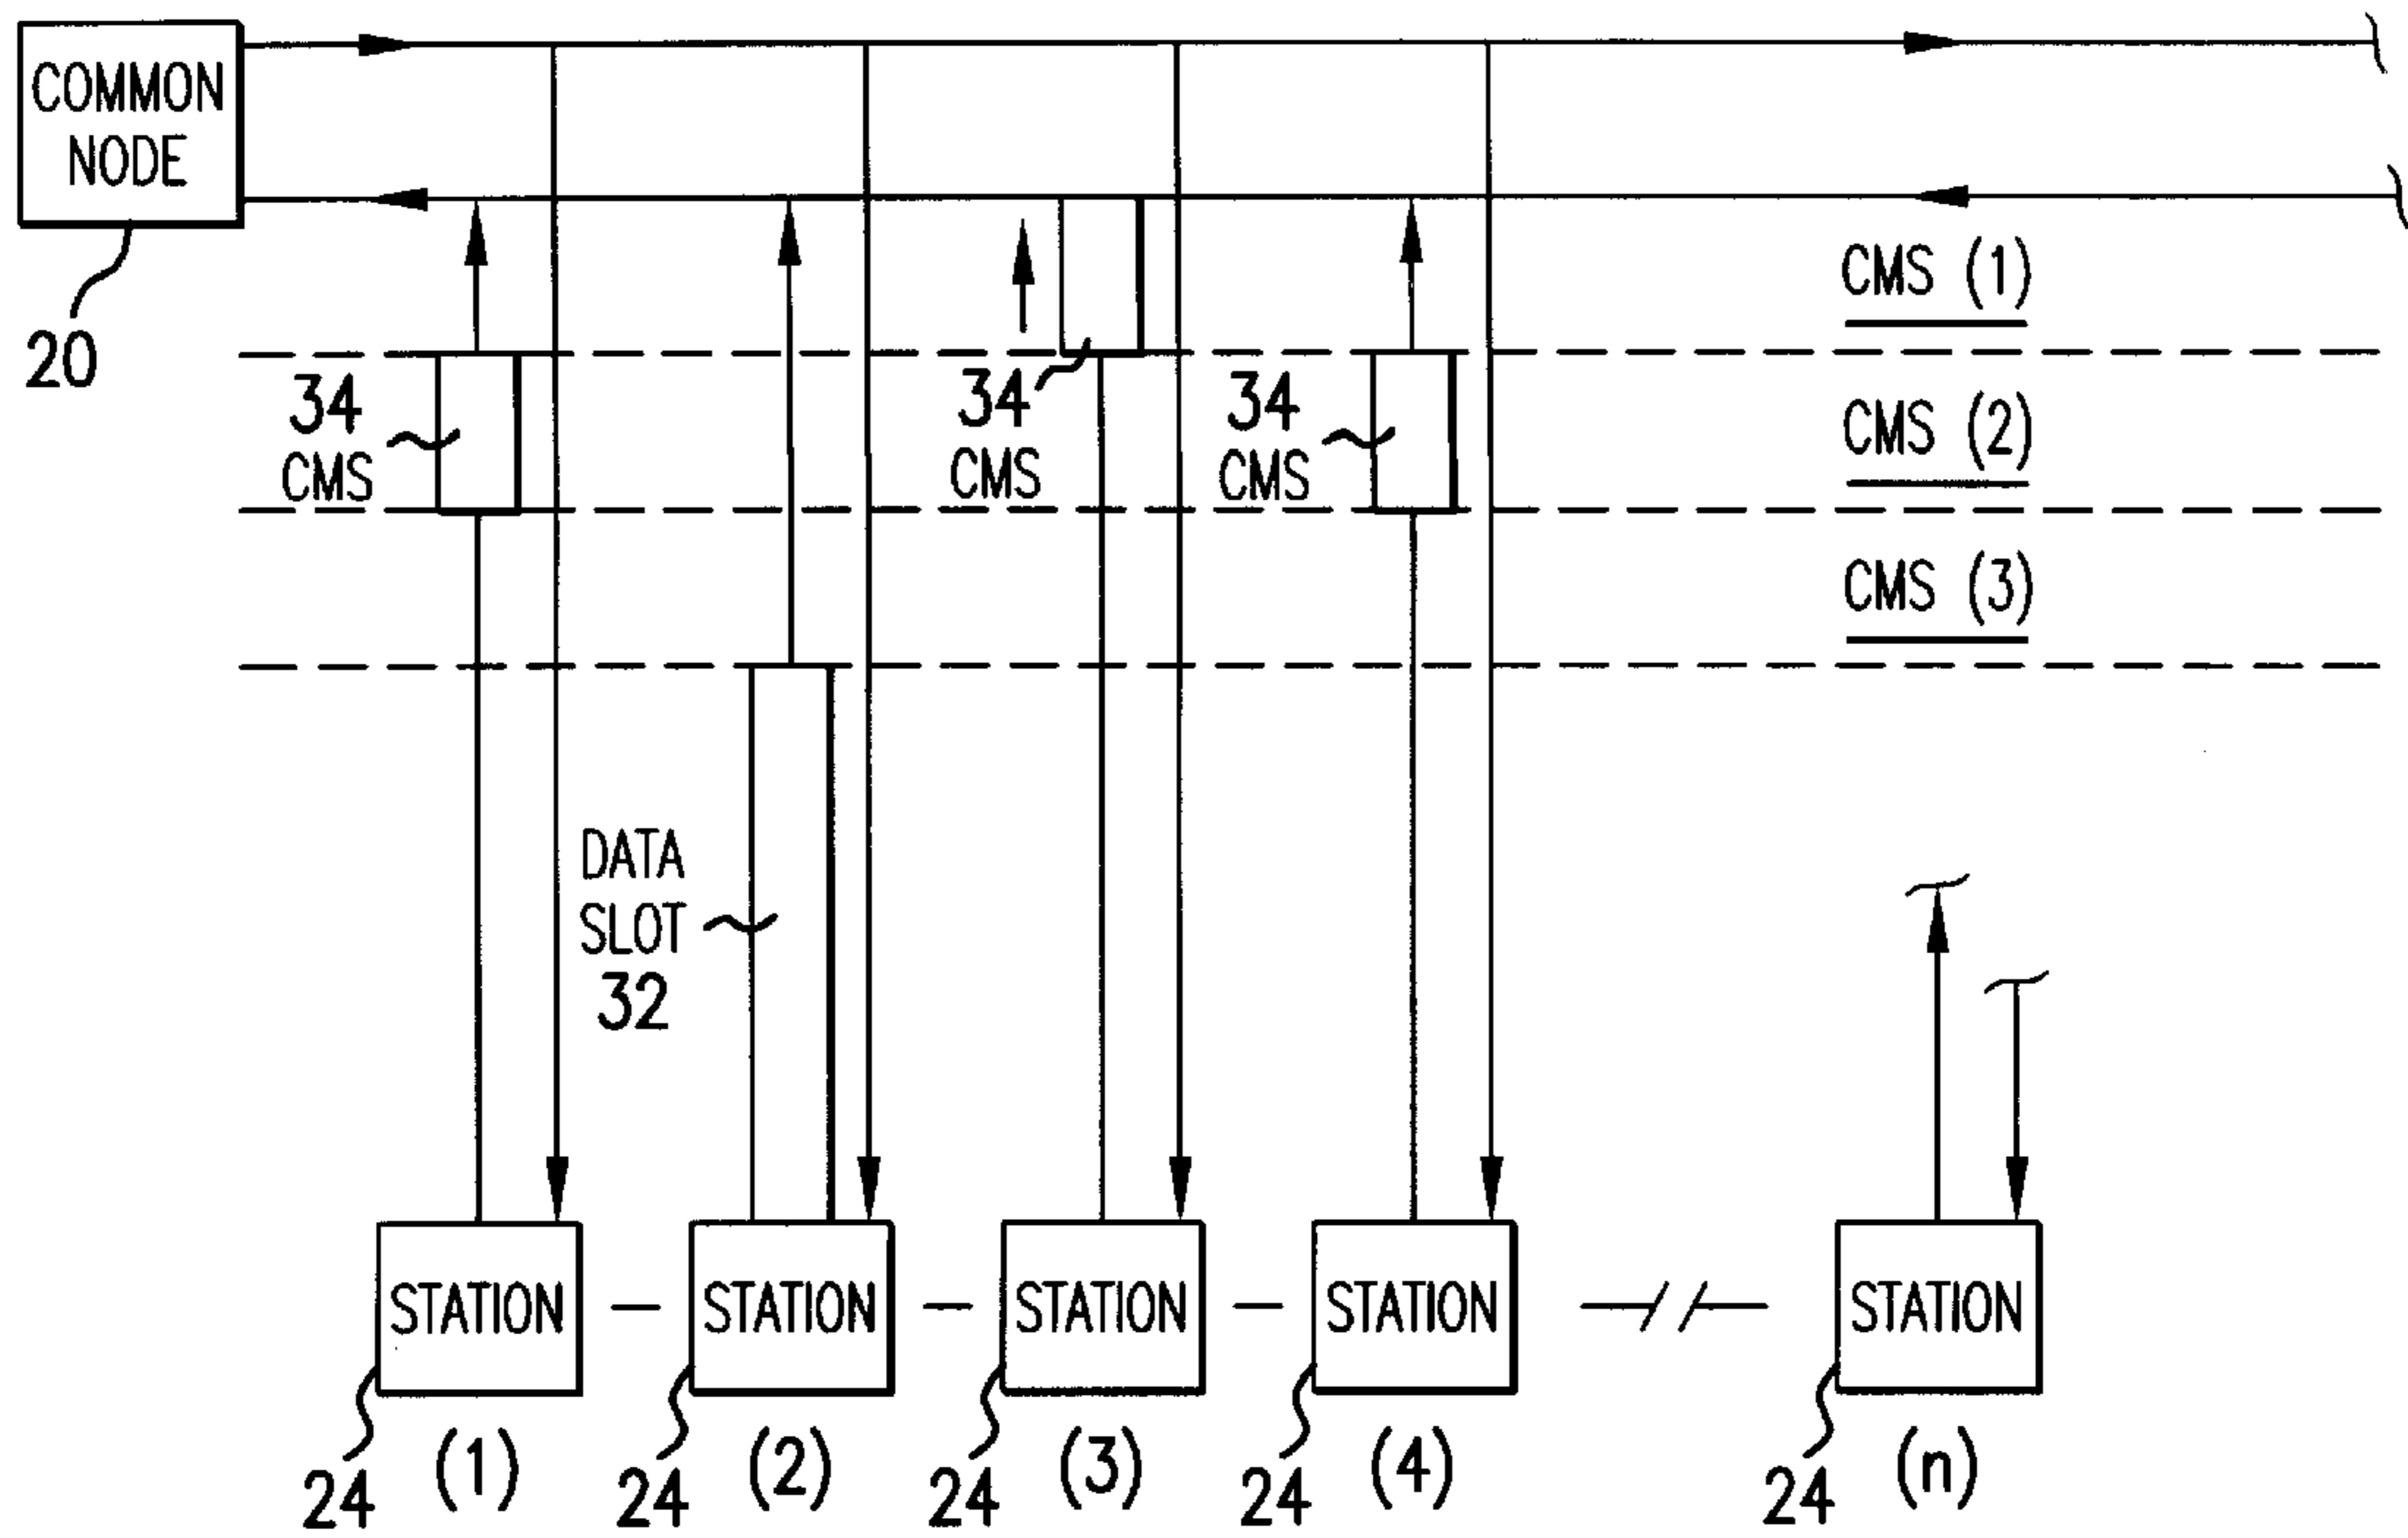 COMMON
NODE
20
CMS (1)
34
CMS
34
CMS
34
CMS
CMS (2)
CMS (3)
DATA
SLOT
32
STATION
STATION
STATION
STATION
STATION
24 (1)
24 (2)
24 (3)
24 (4)
24 (n)